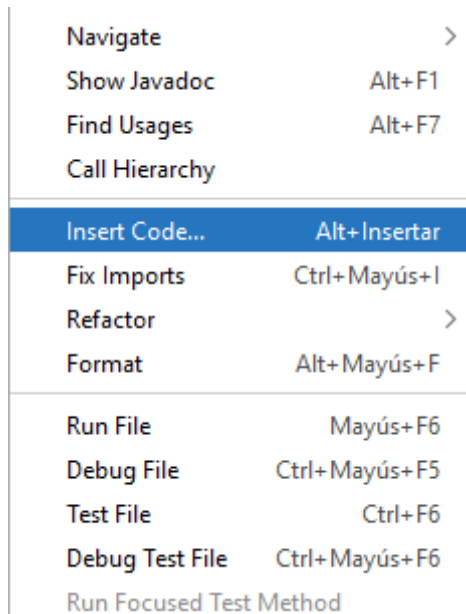 Navigate
Show Javadoc Alt+F1
Find Usages Alt+F7
Call Hierarchy
Insert Code... Alt+Insertar
Fix Imports Ctrl+Mayús+I
Refactor
Format Alt+Mayús+F
Run File Mayús+F6
Debug File Ctrl+Mayús+F5
Test File Ctrl+F6
Debug Test File Ctrl+Mayús+F6
Run Focused Test Method